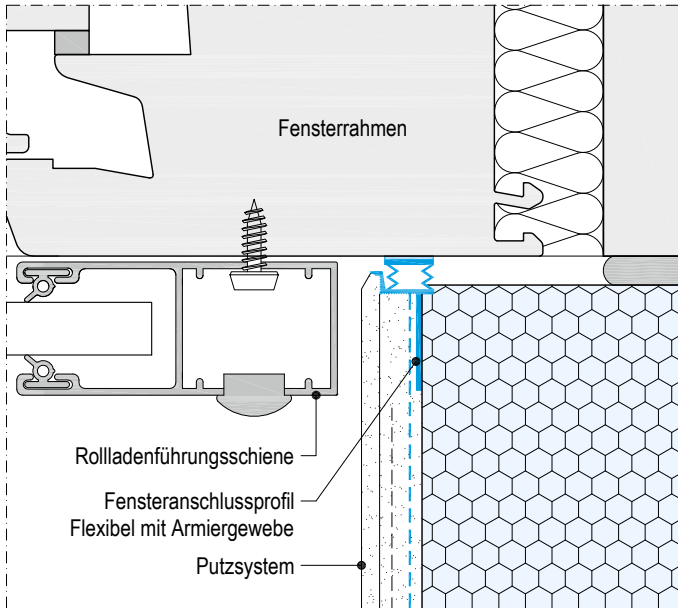 Fensterrahmen
Rollladenführungsschiene
Fensteranschlussprofil
Flexibel mit Armiergewebe
Putzsystem